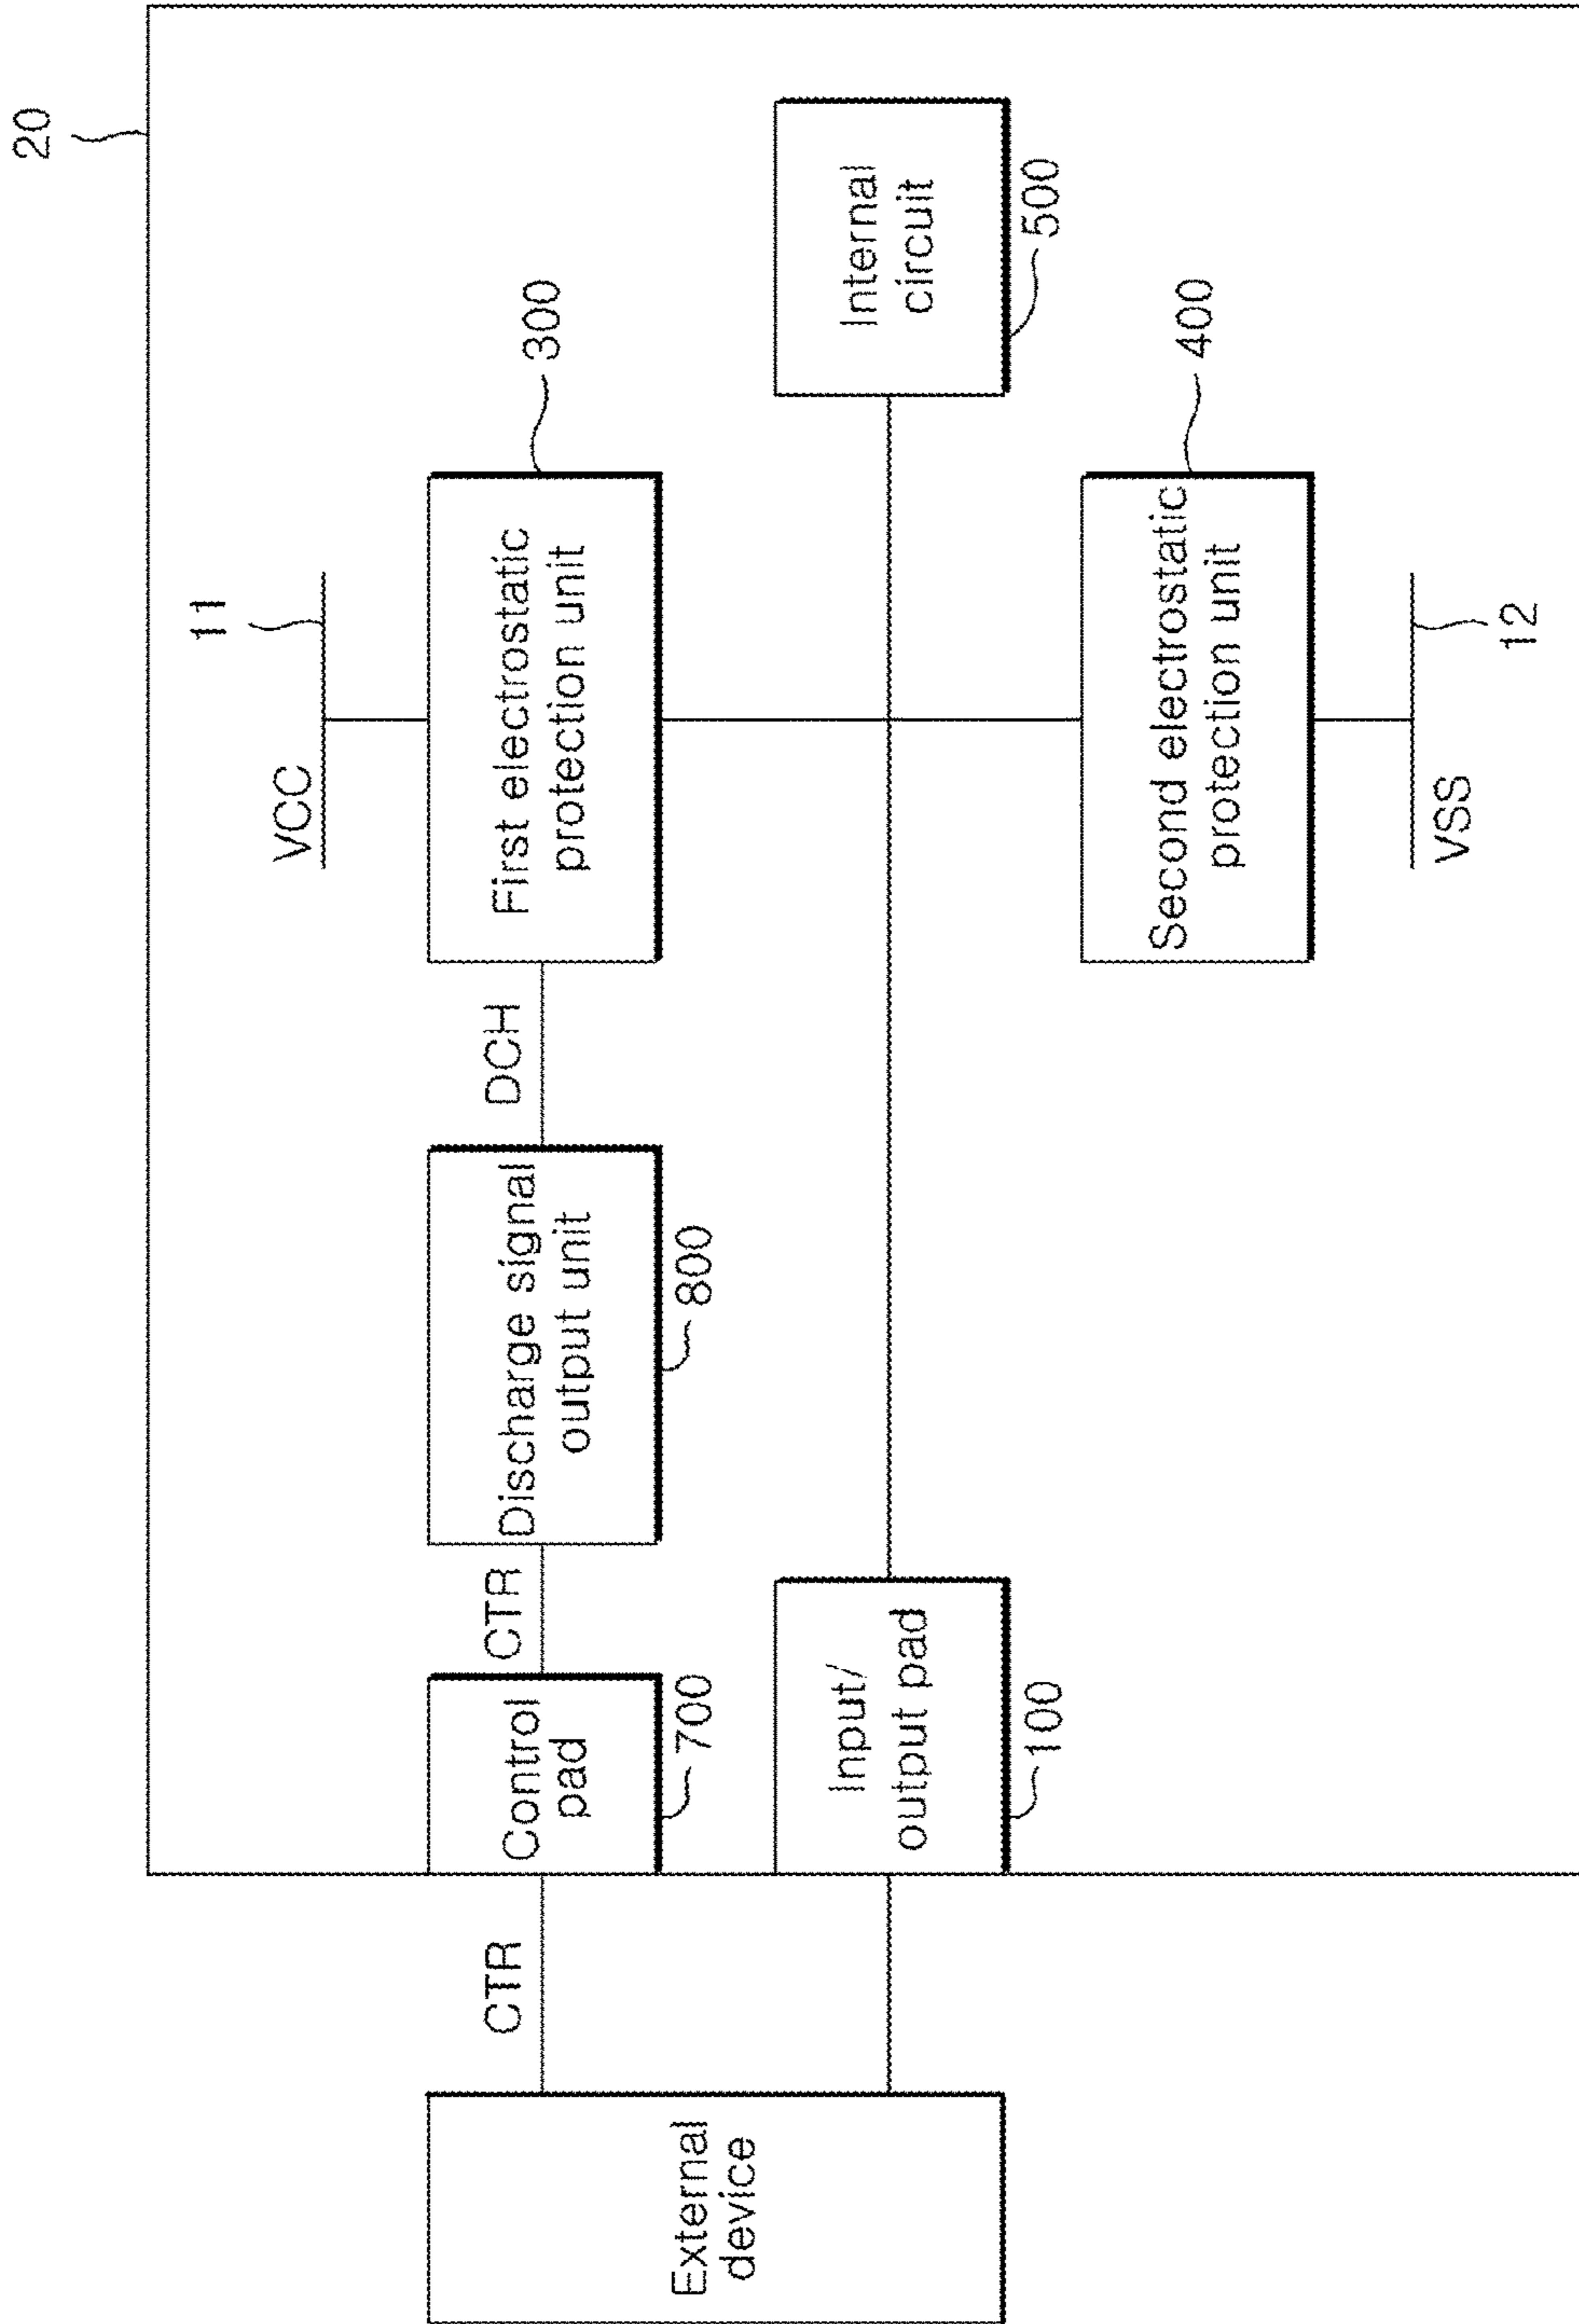 20
VCC
11
CTR
Control
pad
700
CTR
Discharge signal
output unit
800
DCH
First electrostatic
protection unit
300
External
device
Input/
output pad
100
Internal
circuit
500
Second electrostatic
protection unit
400
VSS
12